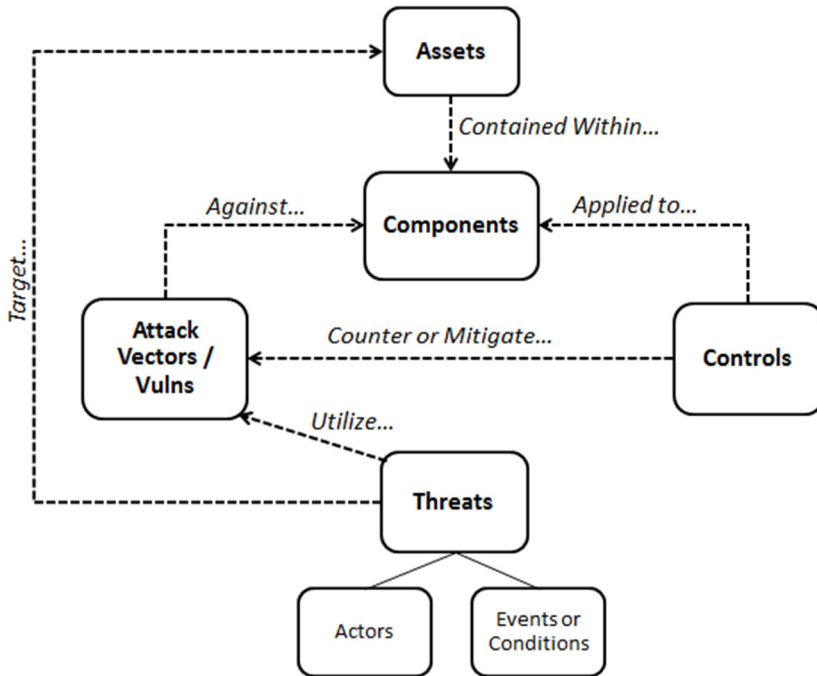 Assets
Contained Within...
Against...
Components
Applied to...
Target...
Attack
Vectors /
Vulns
Counter or Mitigate...
Controls
Utilize...
Threats
Actors
Events or
Conditions